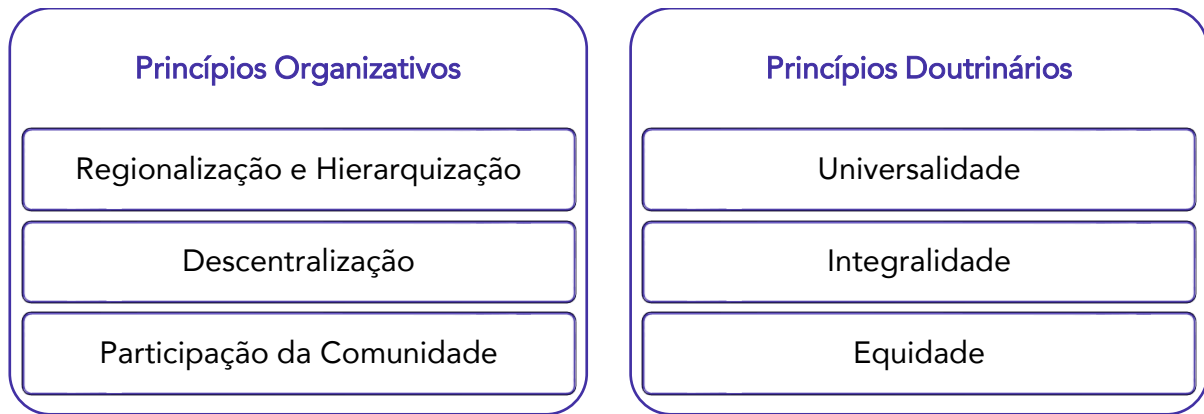 Princípios Organizativos
Regionalização e Hierarquização
Descentralização
Participação da Comunidade
Princípios Doutrinários
Universalidade
Integralidade
Equidade